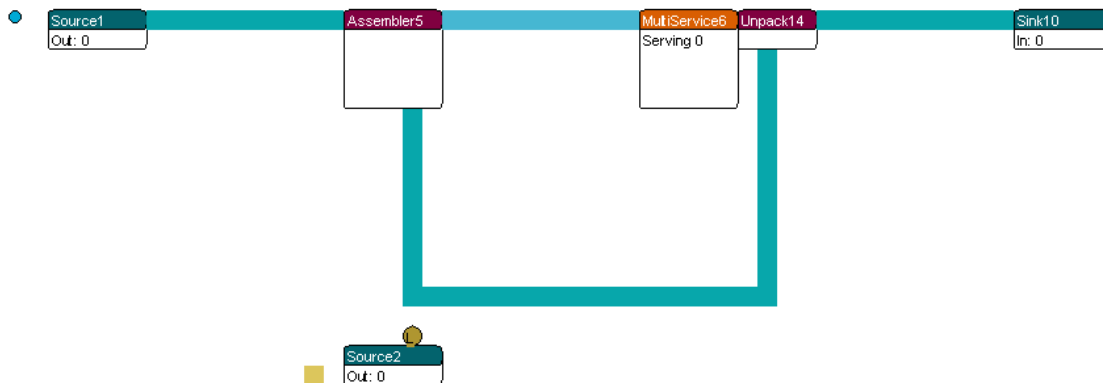 Source1
Out: 0
Assembler5
MultiService6
Serving 0
Unpack14
Sink10
In: 0
L
Source2
Out: 0